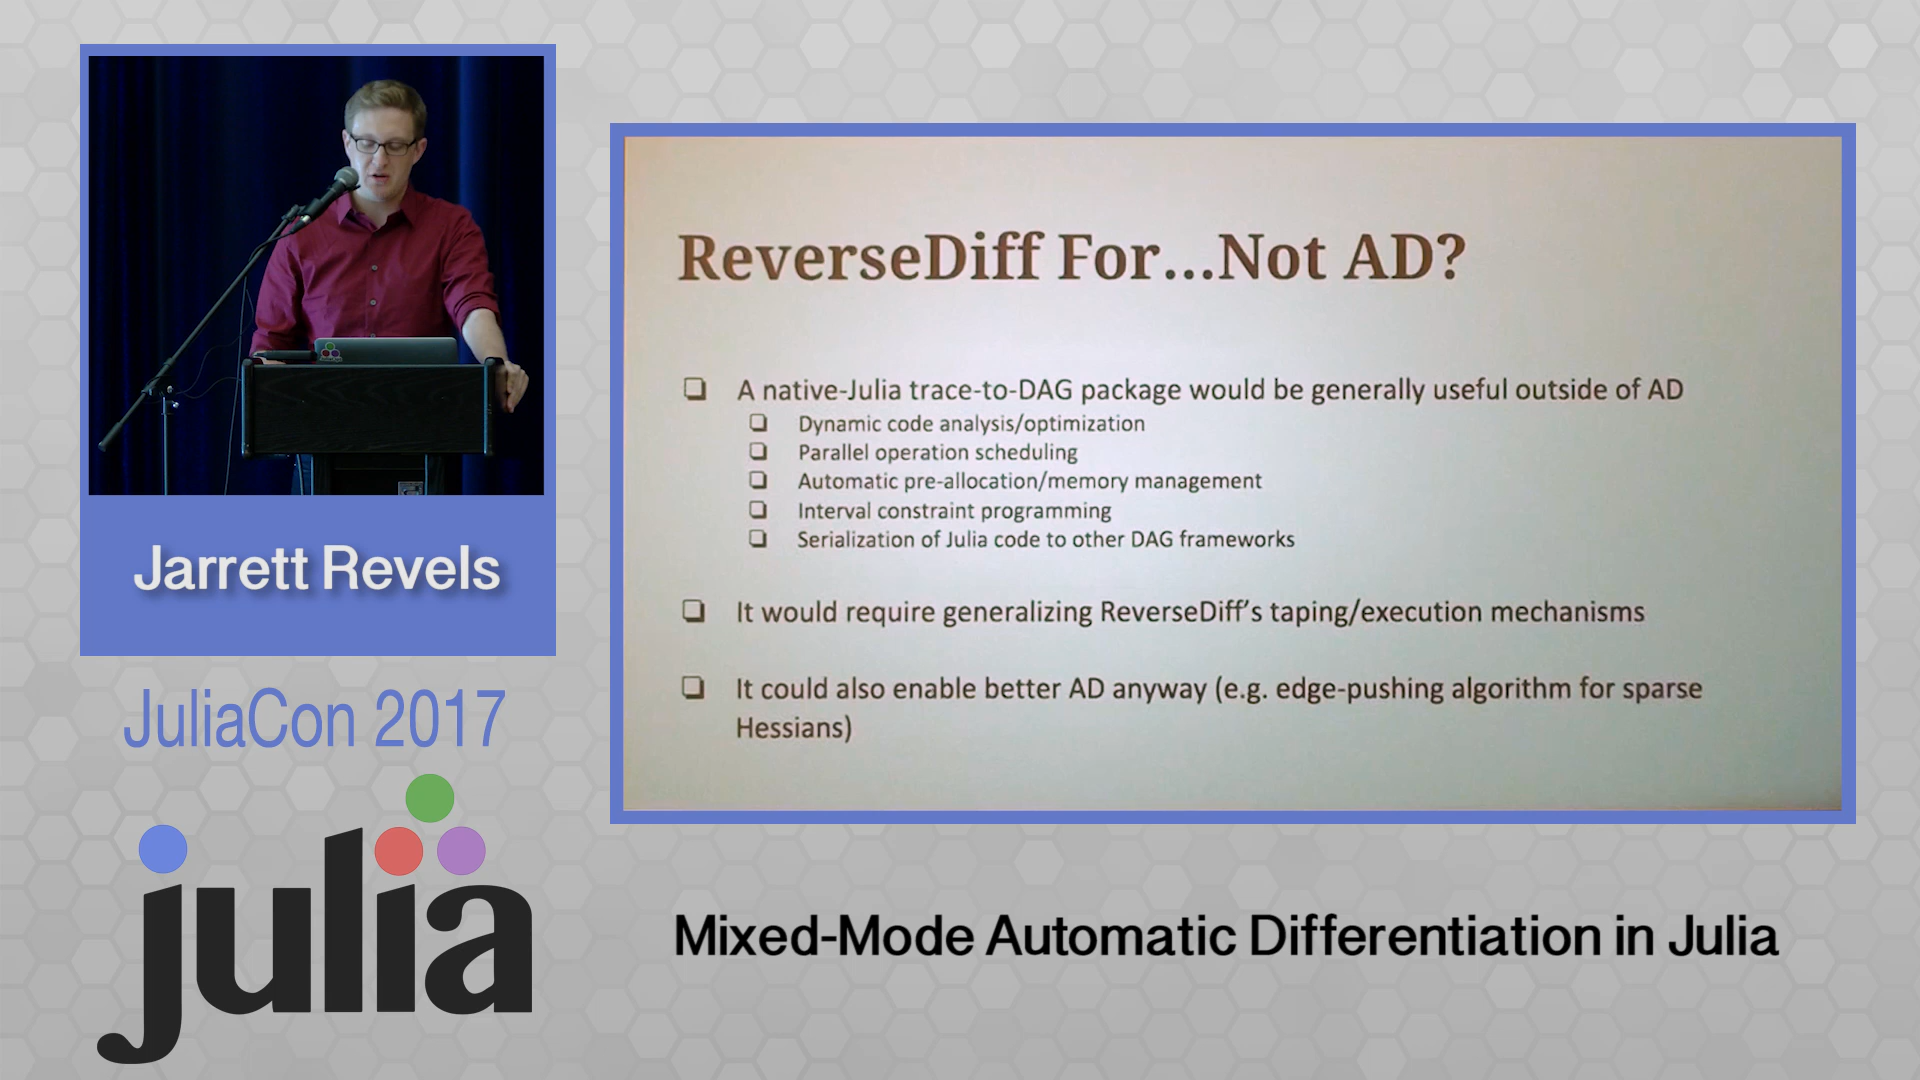 Jarrett Revels
JuliaCon 2017
julia
ReverseDiff For...Not AD?
A native-Julia trace-to-DAG package would be generally useful outside of AD
Dynamic code analysis/optimization
Parallel operation scheduling
Automatic pre-allocation/memory management
Interval constraint programming
Serialization of Julia code to other DAG frameworks
It would require generalizing ReverseDiff's taping/execution mechanisms
It could also enable better AD anyway (e.g. edge-pushing algorithm for sparse
Hessians)
Mixed-Mode Automatic Differentiation in Julia